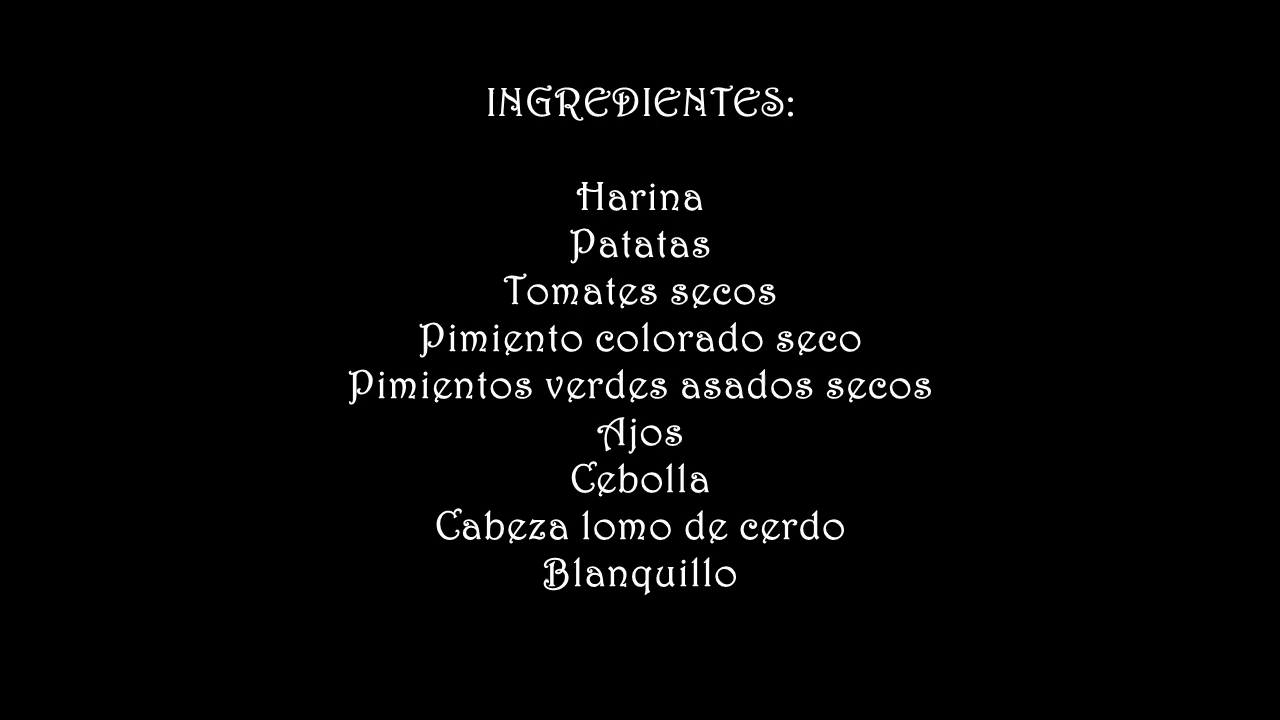 INGREDIENTES:
Harina
Patatas
Tomates secos
Pimiento colorado seco
Pimientos verdes asados secos
Ajos
Cebolla
Cabeza lomo de cerdo
Blanquillo